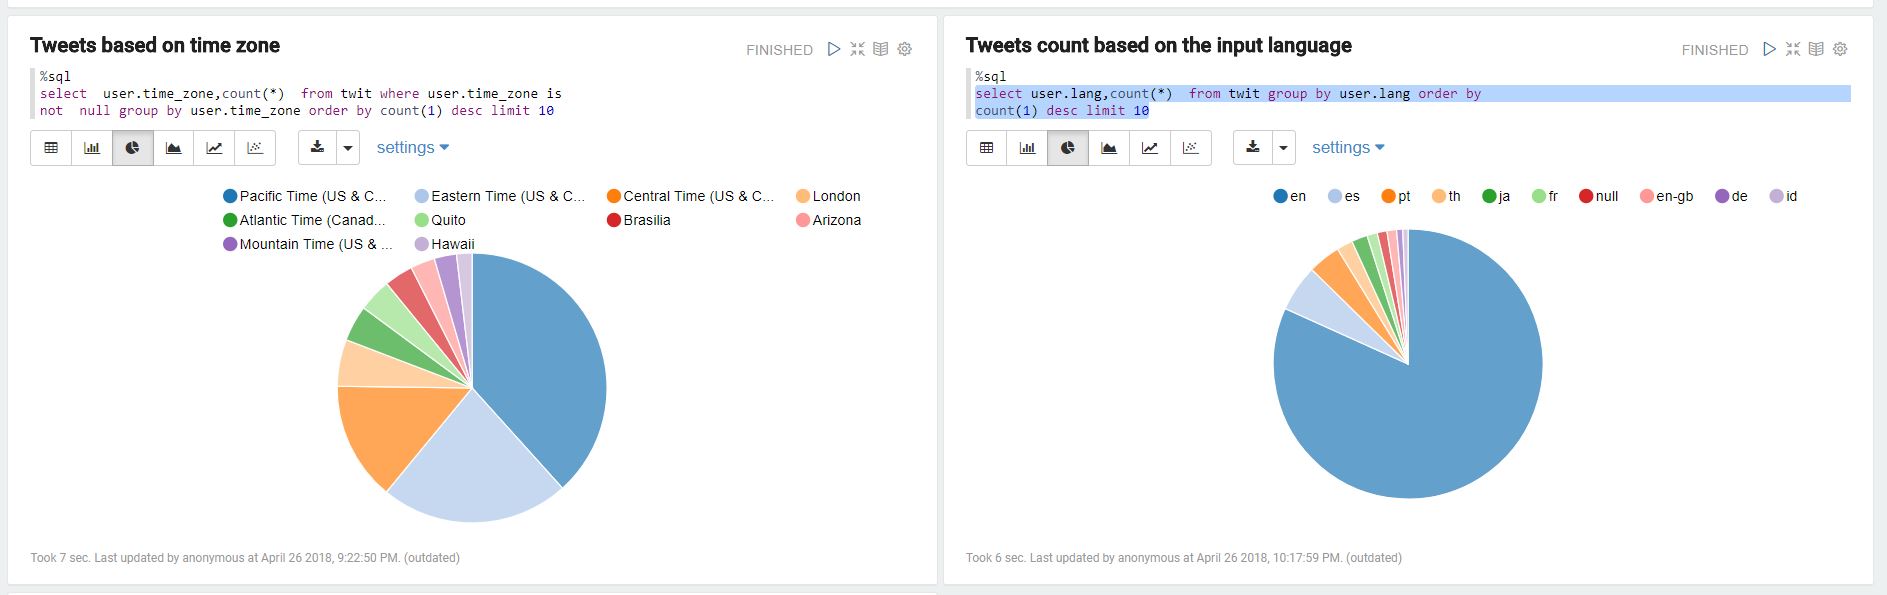 Tweets based on time zone
FINISHED
%sql
select  user.time_zone,count(*)  from twit where user.time_zone is
not  null group by user.time_zone order by count(1) desc limit 10
settings
Pacific Time (US & C...
Eastern Time (US & C...
Central Time (US & C...
London
Atlantic Time (Canad...
Quito
Brasilia
Arizona
Mountain Time (US & ...
Hawaii
Took 7 sec. Last updated by anonymous at April 26 2018, 9:22:50 PM. (outdated)
Tweets count based on the input language
FINISHED
%sql
select user.lang,count(*)  from twit group by user.lang order by
count(1) desc limit 10
settings
en
es
pt
th
ja
fr
null
en-gb
de
id
Took 6 sec. Last updated by anonymous at April 26 2018, 10:17:59 PM. (outdated)